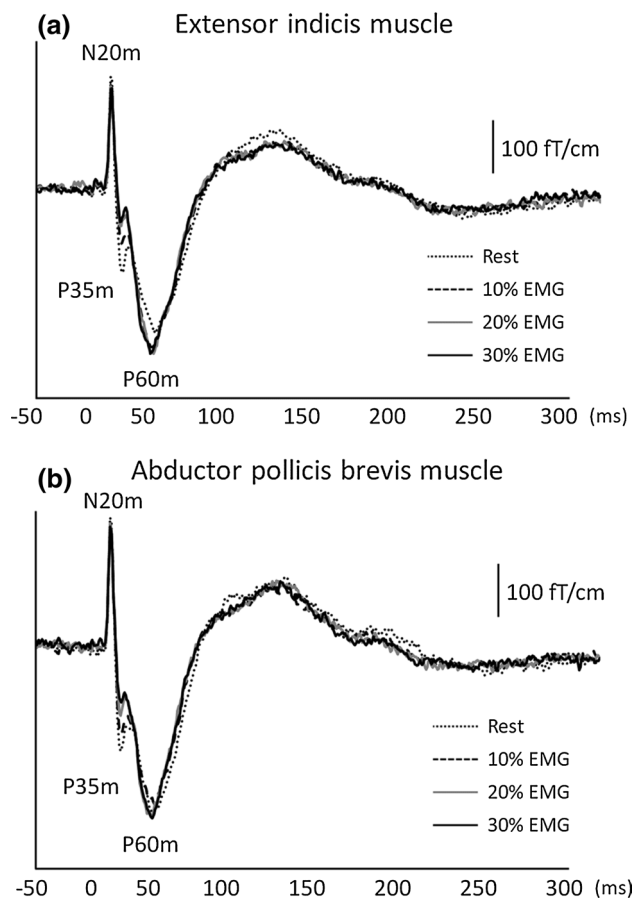 (a) Extensor indicis muscle
N20m
100 fT/cm
Rest
P35m
10% EMG
20% EMG
30% EMG
P60m
-50 0 50 100 150 200 250 300 (ms)
(b) Abductor pollicis brevis muscle
N20m
100 fT/cm
Rest
10% EMG
P35m
20% EMG
30% EMG
P60m
-50 0 50 100 150 200 250 300 (ms)